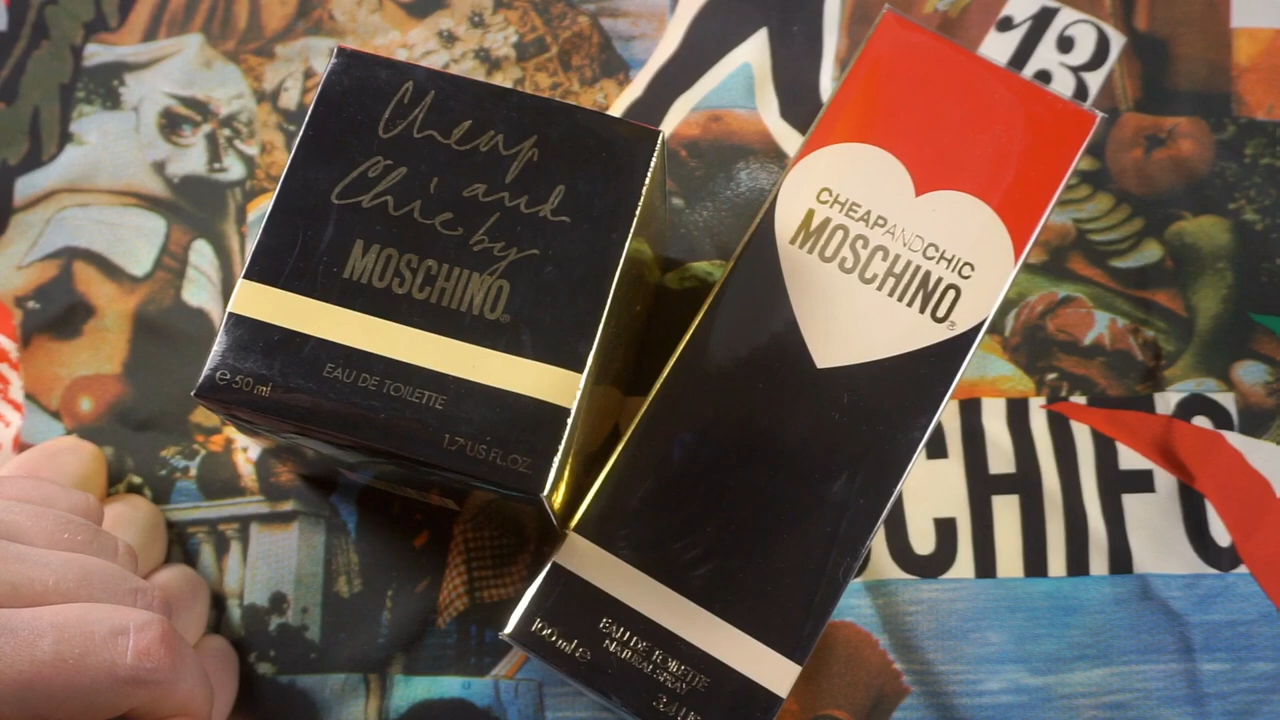 Cheap
and
Chic by
MOSCHINO®
EAU DE TOILETTE
e 50 ml
1.7 US FL.OZ.
13
CHEAPANDCHIC
MOSCHINO®
100 ml e
EAU DE TOILETTE
NATURAL SPRAY
CHIFO